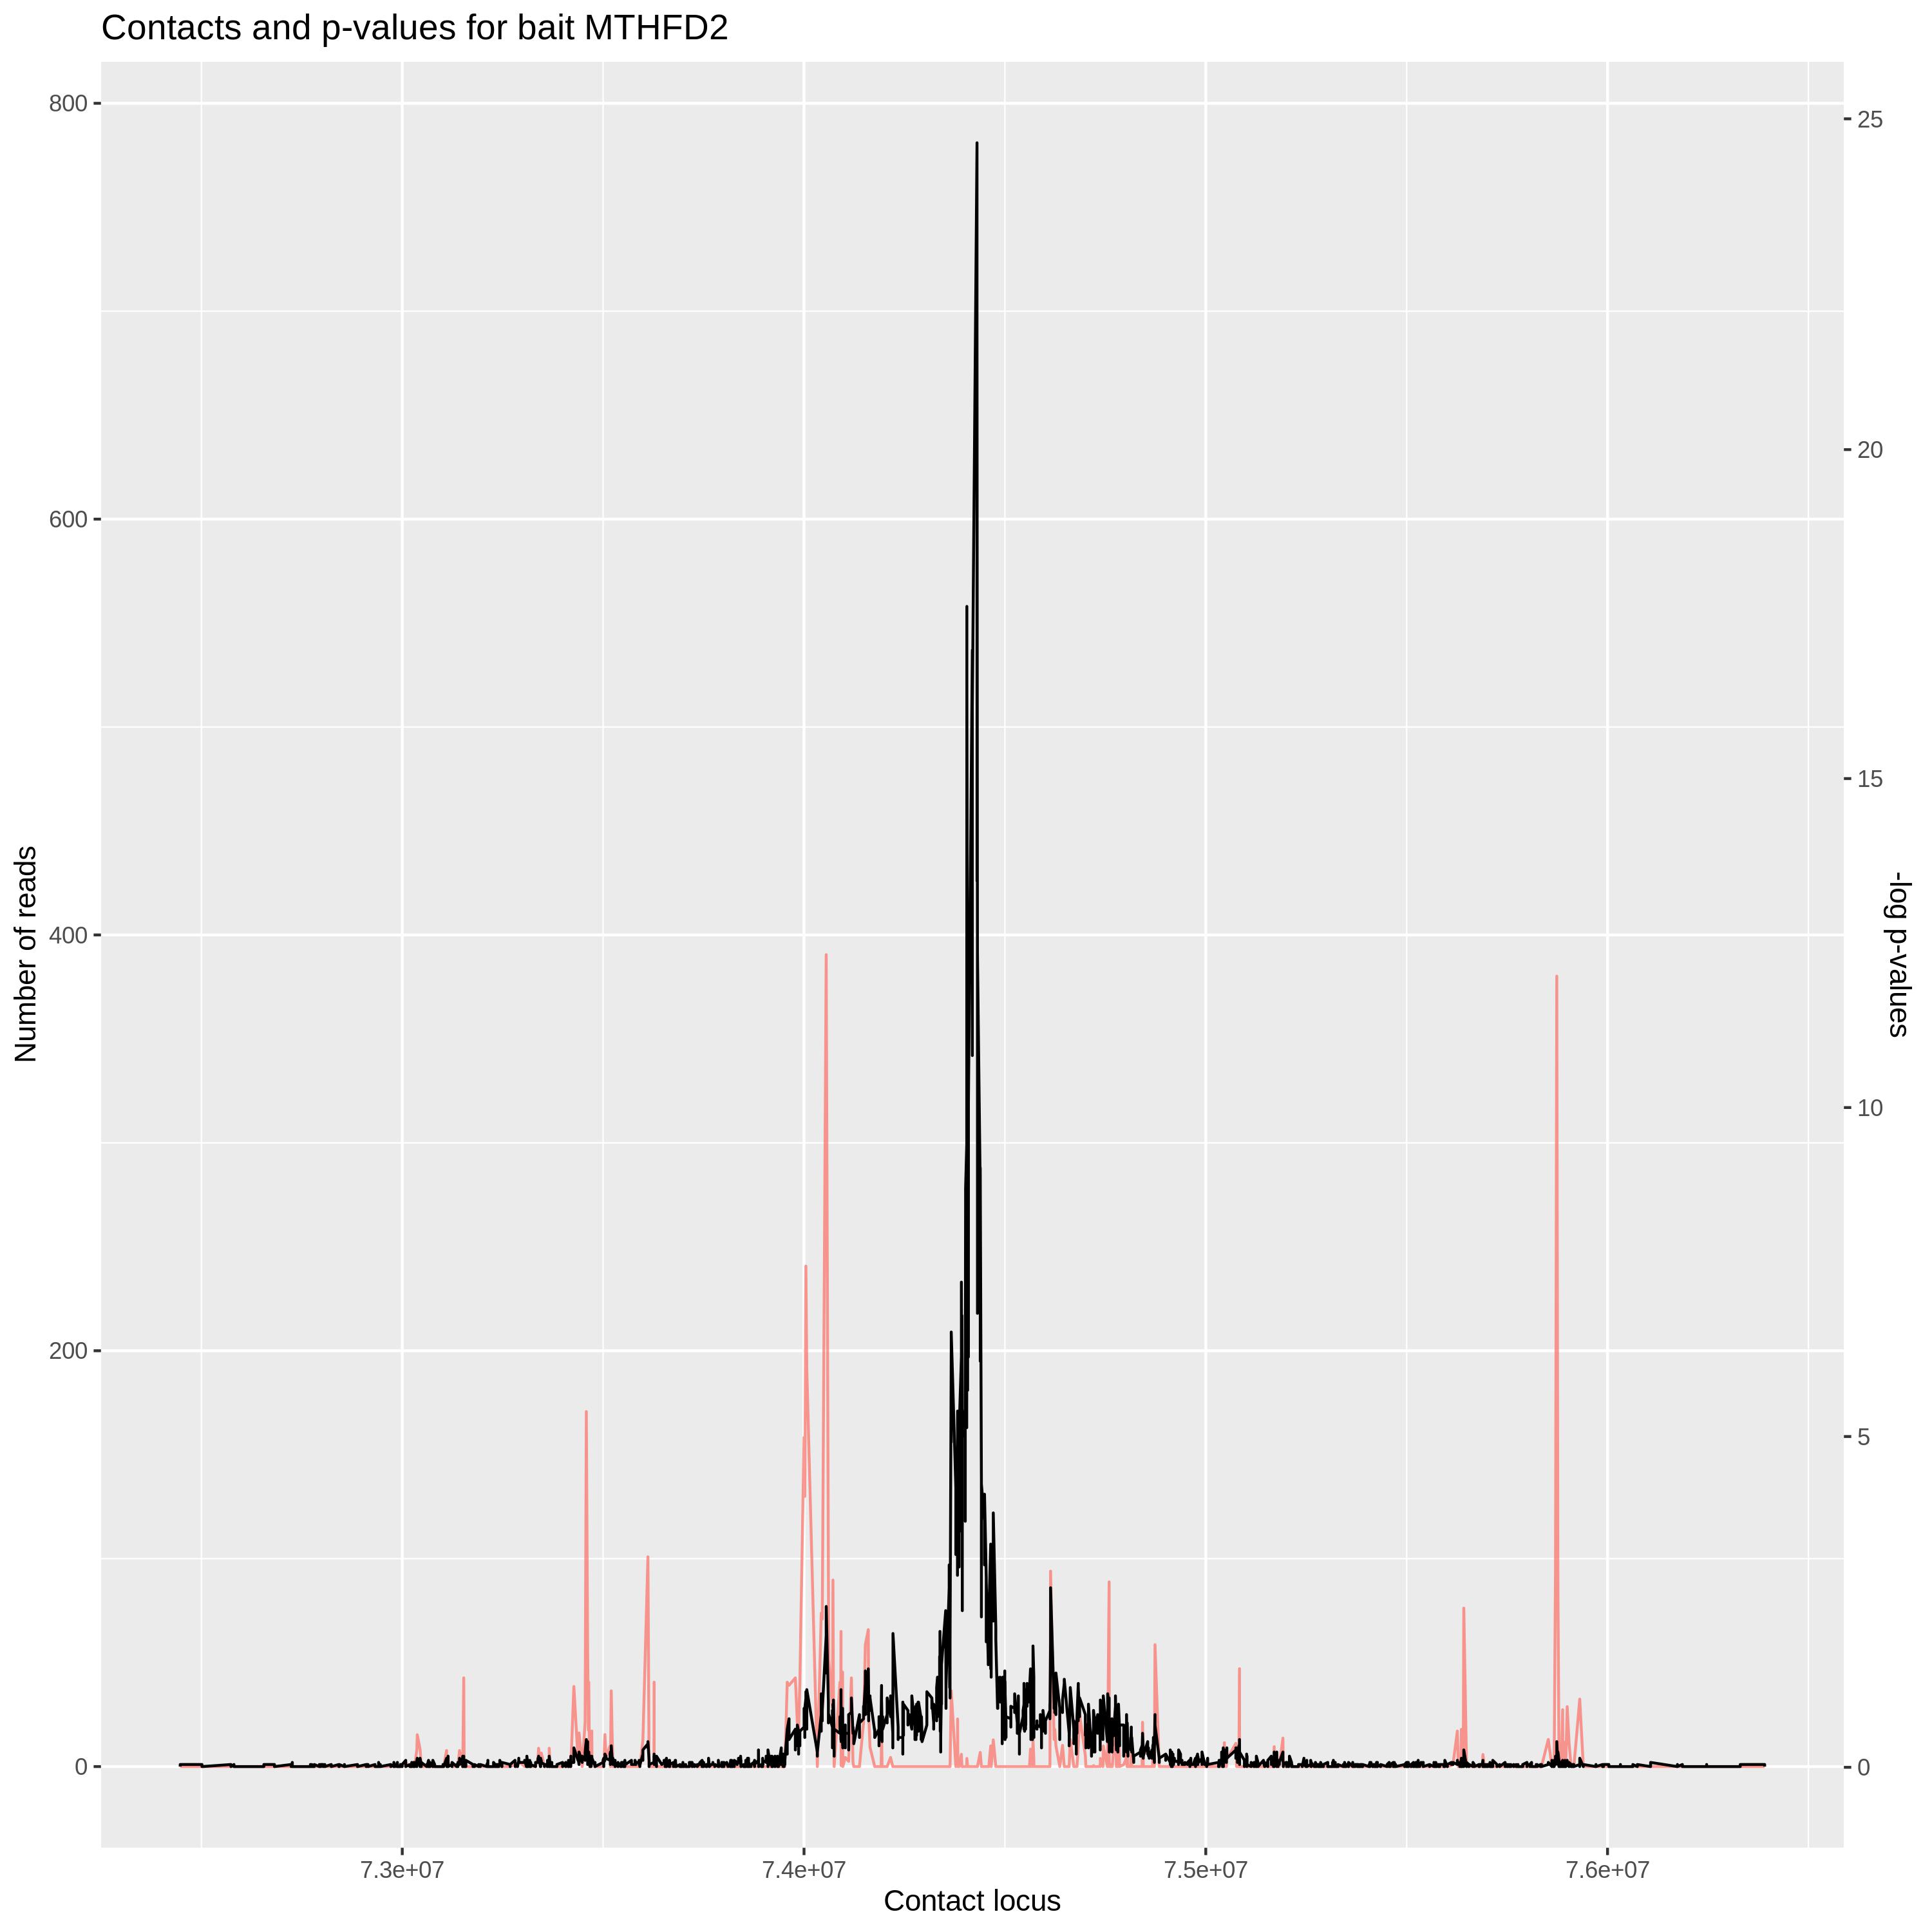 Contacts and p-values for bait MTHFD2
800
600
400
200
0
Number of reads
25
20
15
10
5
0
-log p-values
7.3e+07
7.4e+07
7.5e+07
7.6e+07
Contact locus